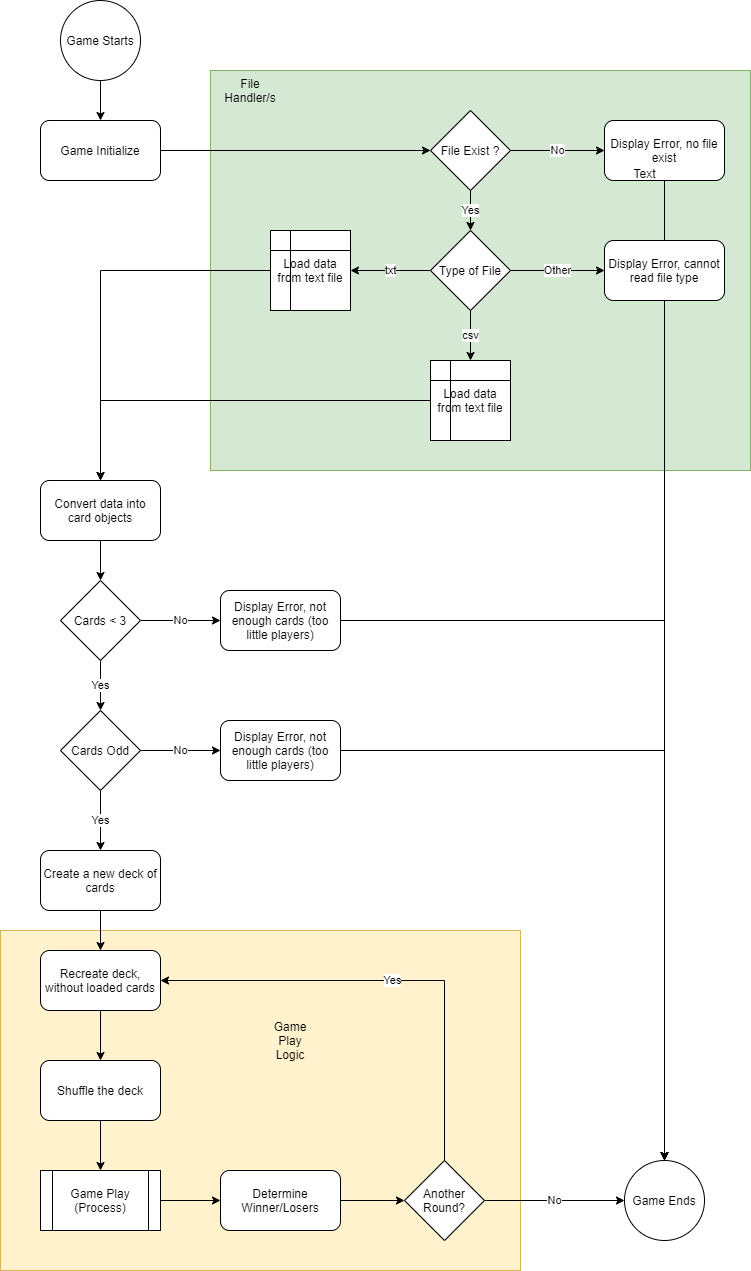 Game Starts
File
Handler/s
Game Initialize
File Exist ?
No
Display Error, no file
exist
Text
Yes
Load data
from text file
txt
Type of File
Other
Display Error, cannot
read file type
csv
Load data
from text file
Convert data into
card objects
Cards < 3
No
Display Error, not
enough cards (too
little players)
Yes
Cards Odd
No
Display Error, not
enough cards (too
little players)
Yes
Create a new deck of
cards
Recreate deck,
without loaded cards
Yes
Game
Play
Logic
Shuffle the deck
Game Play
(Process)
Determine
Winner/Losers
Another
Round?
No
Game Ends